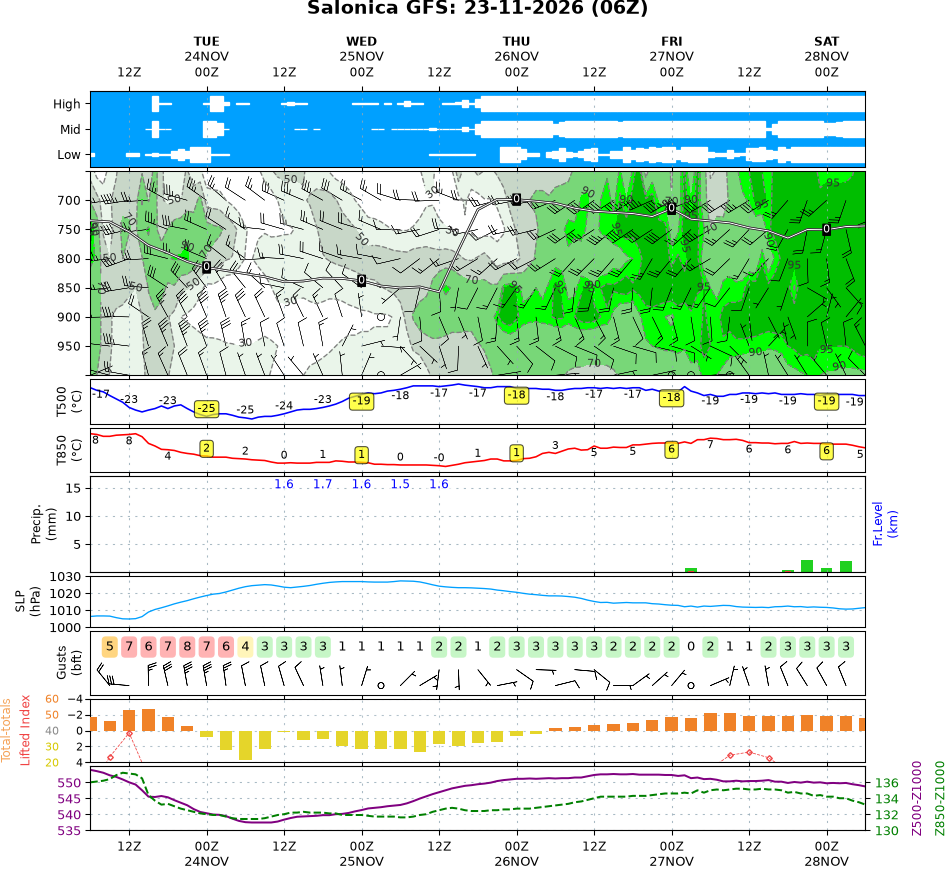 Salonica GFS: 23-11-2026 (06Z)
TUE WED THU FRI SAT
24NOV 25NOV 26NOV 27NOV 28NOV
12Z 00Z 12Z 00Z 12Z 00Z 12Z 00Z 12Z 00Z
High
Mid
Low
700
750
800
850
900
950
0 0 0 0 0
T500 (°C)
-17 -23 -23 -25 -25 -24 -23 -19 -18 -17 -17 -18 -17 -17 -18 -19 -19 -19 -19 -19
T850 (°C)
8 8 4 2 2 0 1 1 0 -0 1 1 3 5 5 6 7 6 6 6 5
1.6 1.7 1.6 1.5 1.6
Precip. (mm)
15
10
5
Fr.Level (km)
SLP (hPa)
1030
1020
1010
1000
Gusts (bft)
5 7 6 7 8 7 6 4 3 3 3 3 1 1 1 1 1 2 2 1 2 3 3 3 3 3 2 2 2 2 0 2 1 1 2 3 3 3 3
Total-totals
Lifted Index
60 −4
50 −2
40 0
30 2
20 4
550 136
545 134
540 132
535 130
Z500-Z1000
Z850-Z1000
12Z 00Z 12Z 00Z 12Z 00Z 12Z 00Z 12Z 00Z
24NOV 25NOV 26NOV 27NOV 28NOV